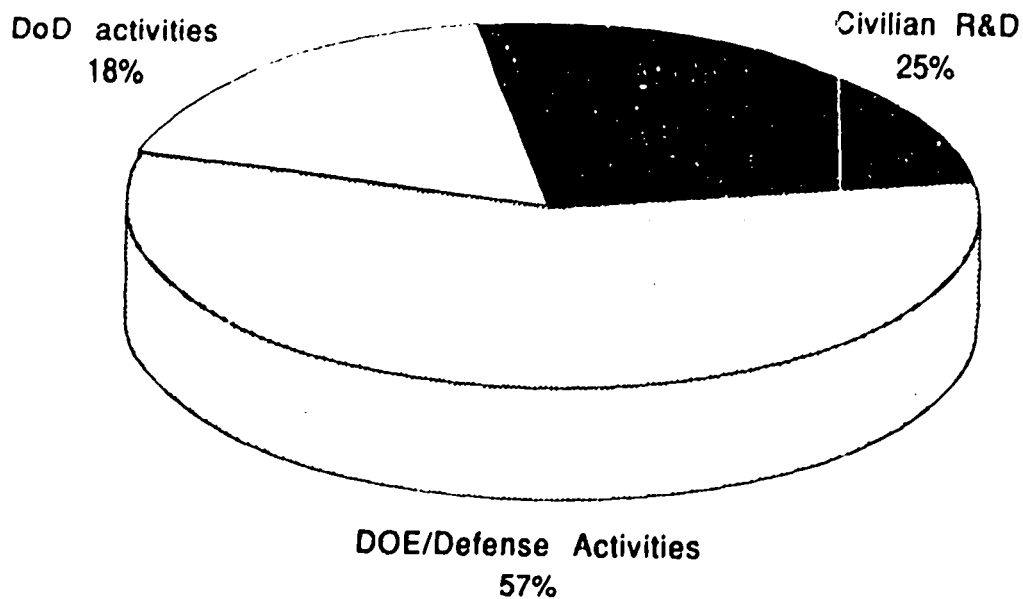 DoD activities
18%
Civilian R&D
25%
DOE/Defense Activities
57%